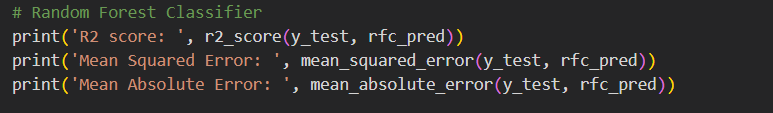 # Random Forest Classifier
print('R2 score: ', r2_score(y_test, rfc_pred))
print('Mean Squared Error: ', mean_squared_error(y_test, rfc_pred))
print('Mean Absolute Error: ', mean_absolute_error(y_test, rfc_pred))